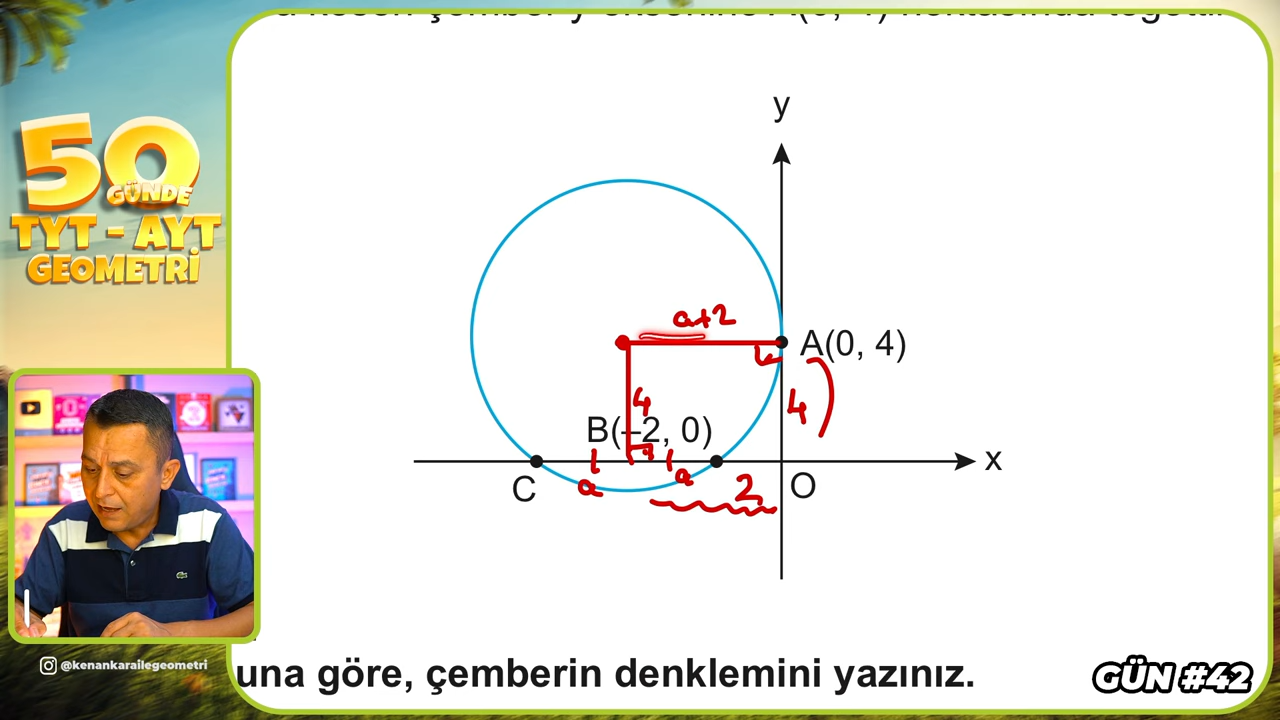 50
GÜNDE
TYT - AYT
GEOMETRİ
y
a+2
A(0, 4)
4
4
B(–2, 0)
x
C
a
a
2
O
una göre, çemberin denklemini yazınız.
@kenankarailegeometri
GÜN #42